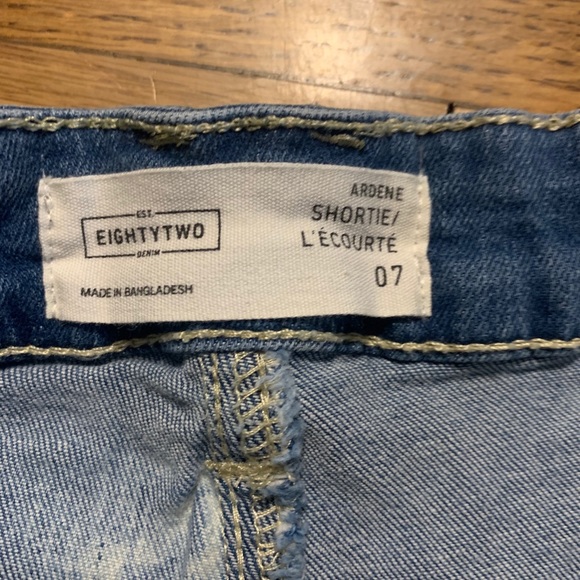 EST.
EIGHTYTWO
DENIM
MADE IN BANGLADESH
ARDENE
SHORTIE/
L'ÉCOURTÉ
07